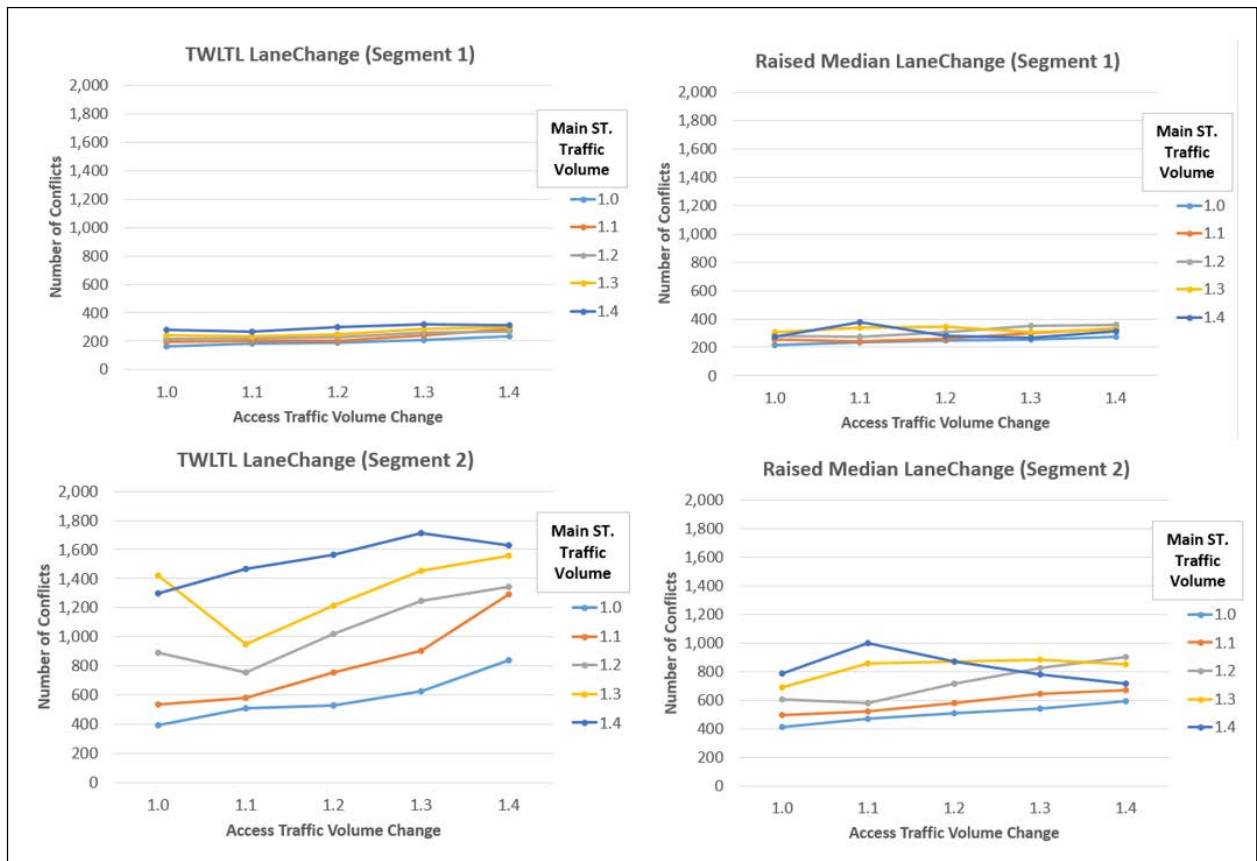 TWLTL LaneChange (Segment 1)
2,000
1,800
1,600
1,400
1,200
1,000
800
600
400
200
0
Number of Conflicts
1.0 1.1 1.2 1.3 1.4
Access Traffic Volume Change
Main ST.
Traffic
Volume
1.0
1.1
1.2
1.3
1.4
Raised Median LaneChange (Segment 1)
2,000
1,800
1,600
1,400
1,200
1,000
800
600
400
200
0
Number of Conflicts
1.0 1.1 1.2 1.3 1.4
Access Traffic Volume Change
Main ST.
Traffic
Volume
1.0
1.1
1.2
1.3
1.4
TWLTL LaneChange (Segment 2)
2,000
1,800
1,600
1,400
1,200
1,000
800
600
400
200
0
Number of Conflicts
1.0 1.1 1.2 1.3 1.4
Access Traffic Volume Change
Main ST.
Traffic
Volume
1.0
1.1
1.2
1.3
1.4
Raised Median LaneChange (Segment 2)
2,000
1,800
1,600
1,400
1,200
1,000
800
600
400
200
0
Number of Conflicts
1.0 1.1 1.2 1.3 1.4
Access Traffic Volume Change
Main ST.
Traffic
Volume
1.0
1.1
1.2
1.3
1.4